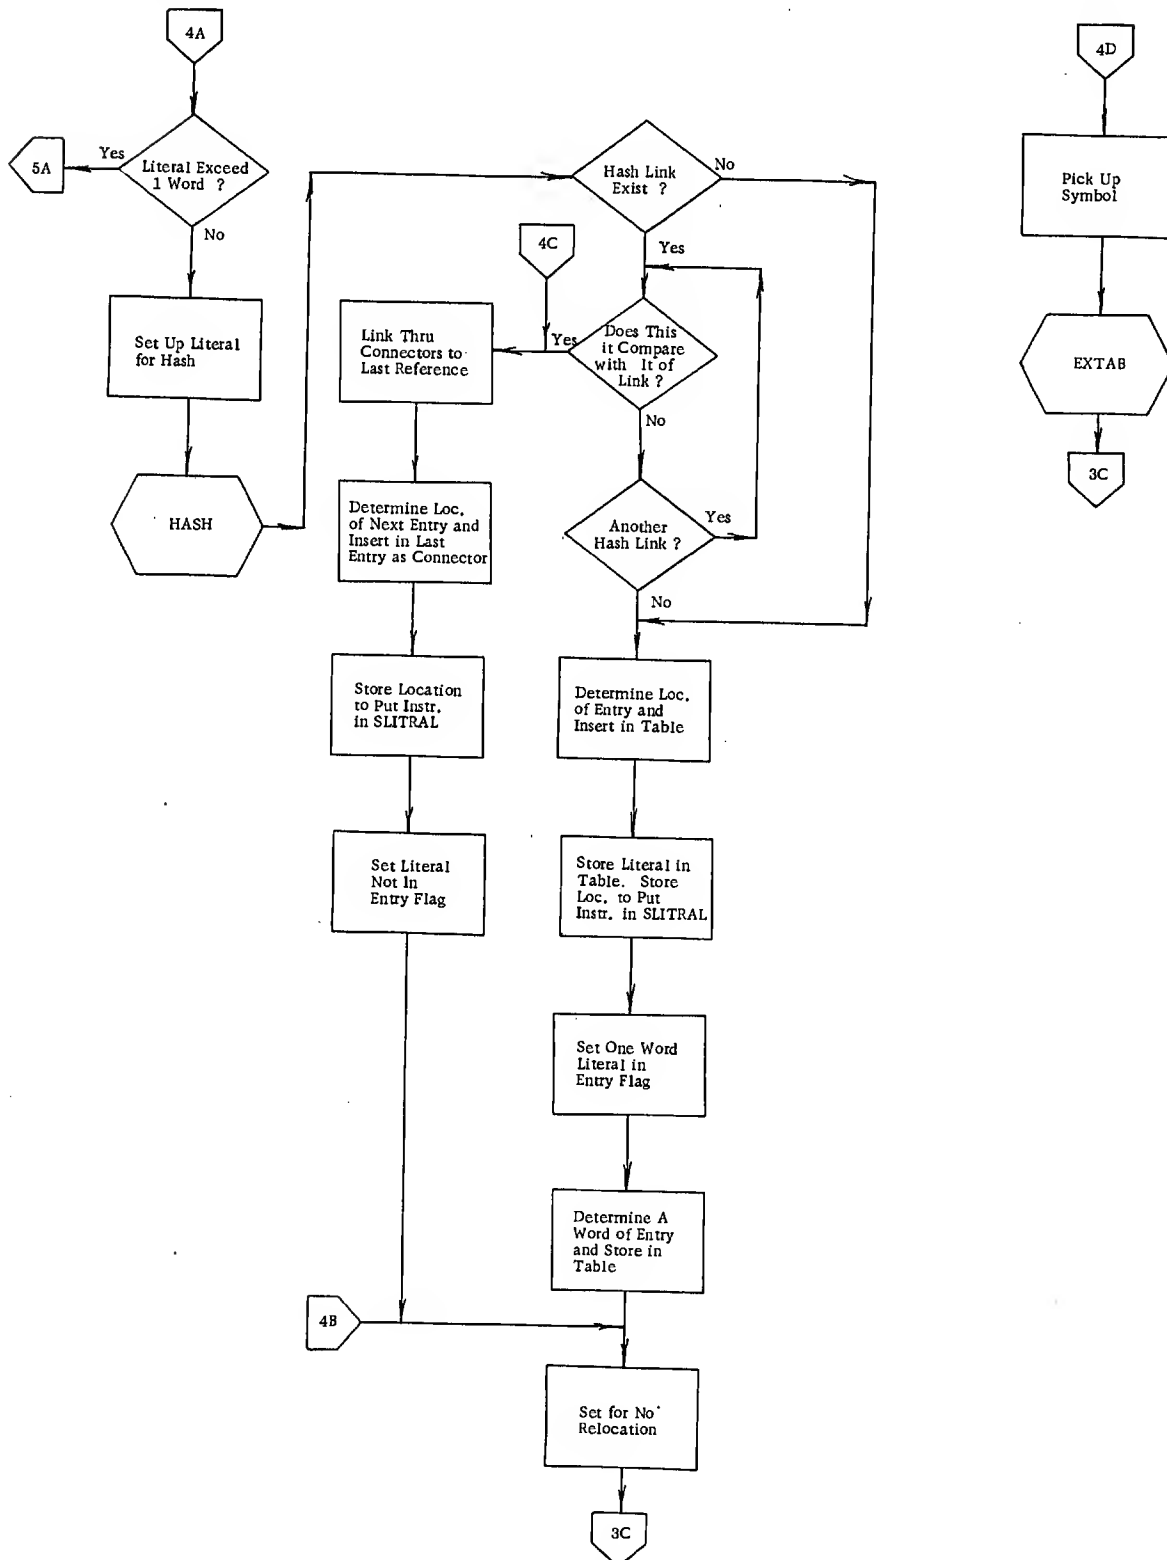 4A
Literal Exceed
1 Word ?
Yes
5A
No
Set Up Literal
for Hash
HASH
Hash Link
Exist ?
No
Yes
4C
Does This
it Compare
with It of
Link ?
Yes
No
Link Thru
Connectors to
Last Reference
Another
Hash Link ?
Yes
No
Determine Loc.
of Next Entry and
Insert in Last
Entry as Connector
Store Location
to Put Instr.
in SLITRAL
Set Literal
Not In
Entry Flag
Determine Loc.
of Entry and
Insert in Table
Store Literal in
Table. Store
Loc. to Put
Instr. in SLITRAL
Set One Word
Literal in
Entry Flag
Determine A
Word of Entry
and Store in
Table
4B
Set for No
Relocation
3C
4D
Pick Up
Symbol
EXTAB
3C